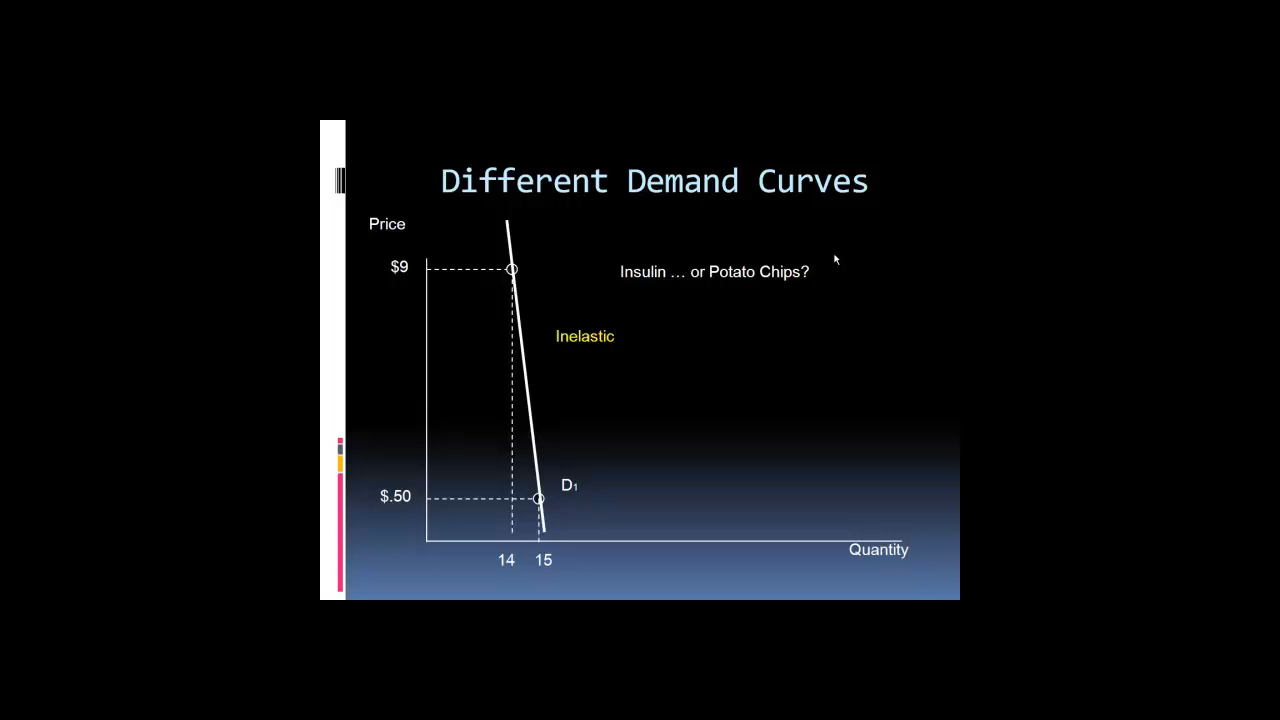 Different Demand Curves
Price
$9
Insulin ... or Potato Chips?
Inelastic
$.50
D₁
Quantity
14 15